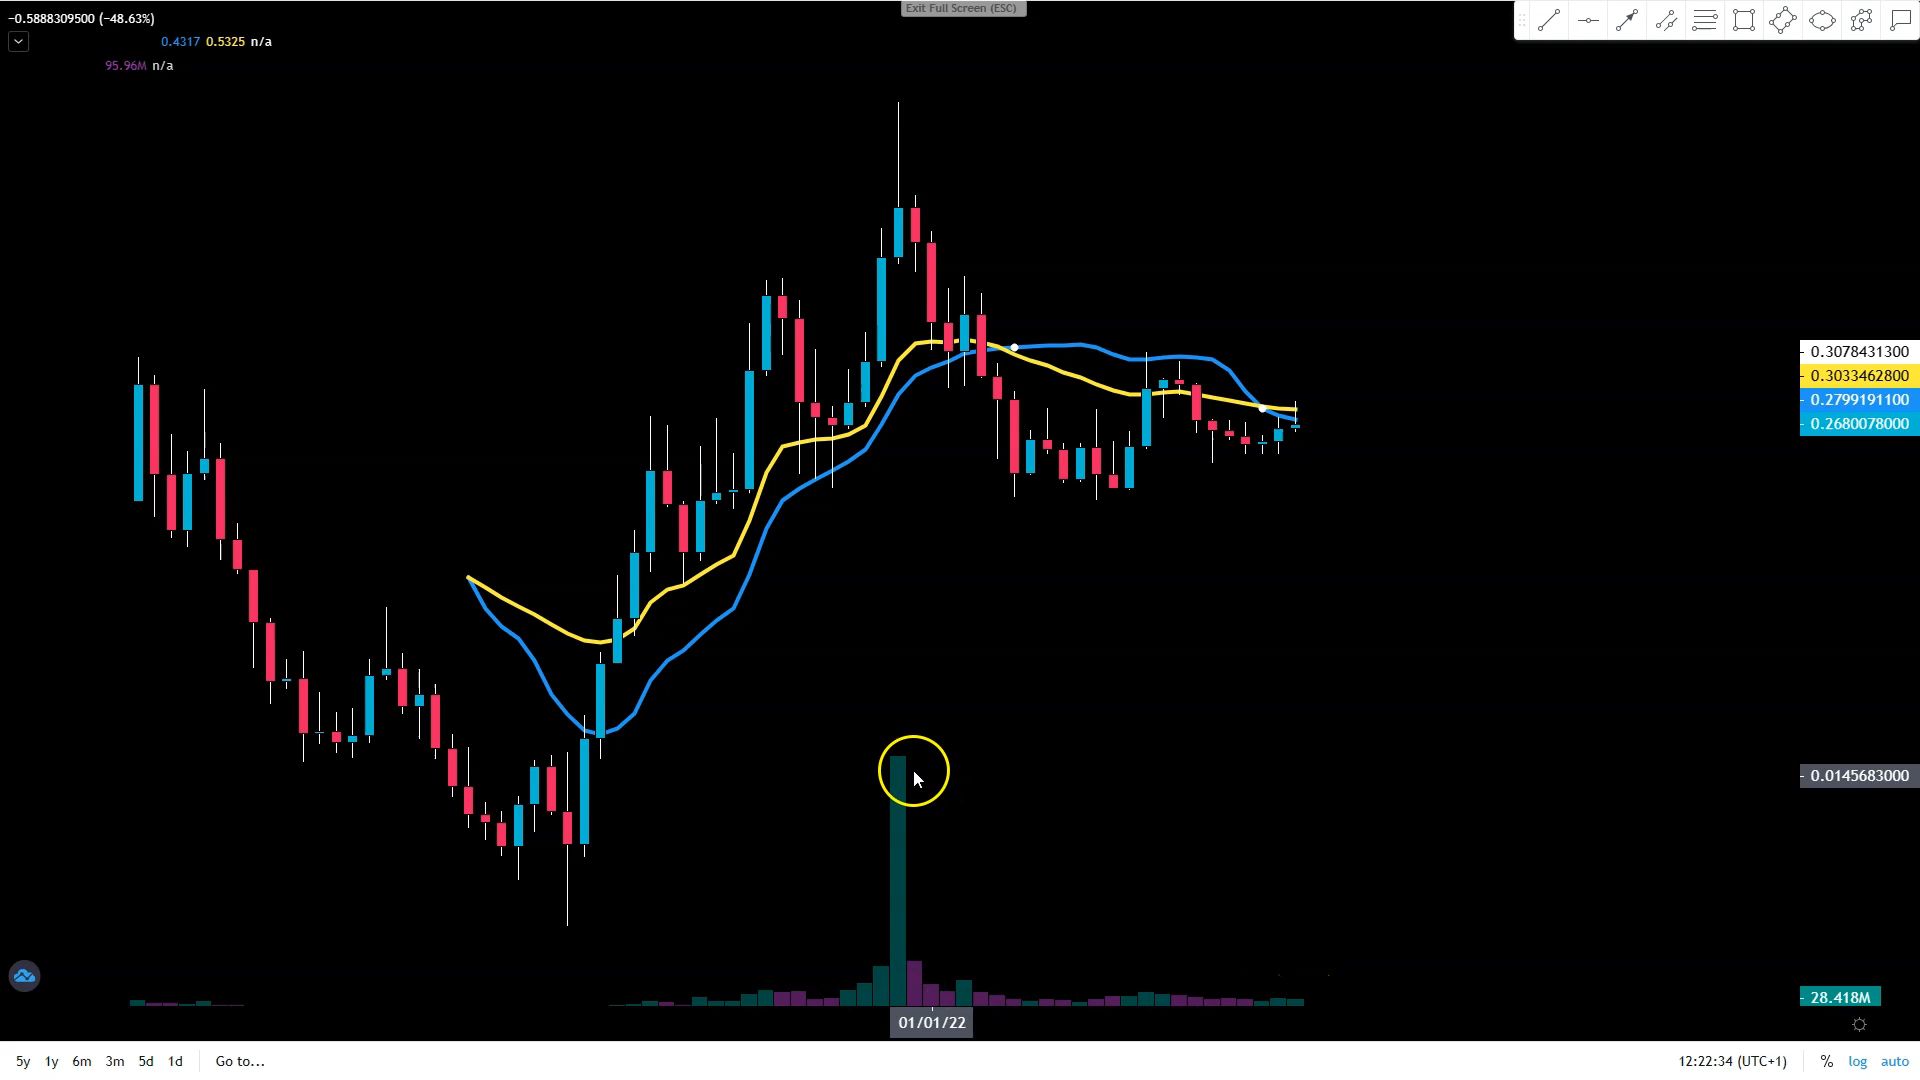 Exit Full Screen (ESC)
−0.5888309500 (−48.63%)
0.4317 0.5325 n/a
95.96M n/a
0.3078431300
0.3033462800
0.2799191100
0.2680078000
0.0145683000
28.418M
01/01/22
5y 1y 6m 3m 5d 1d Go to... 12:22:34 (UTC+1) % log auto